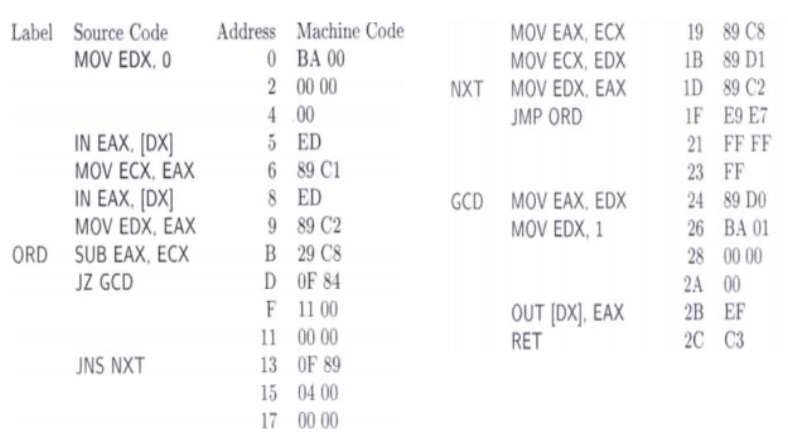 Label Source Code Address Machine Code
MOV EDX, 0 0 BA 00
2 00 00
4 00
IN EAX, [DX] 5 ED
MOV ECX, EAX 6 89 C1
IN EAX, [DX] 8 ED
MOV EDX, EAX 9 89 C2
ORD SUB EAX, ECX B 29 C8
JZ GCD D 0F 84
F 11 00
11 00 00
JNS NXT 13 0F 89
15 04 00
17 00 00
MOV EAX, ECX 19 89 C8
MOV ECX, EDX 1B 89 D1
NXT MOV EDX, EAX 1D 89 C2
JMP ORD 1F E9 E7
21 FF FF
23 FF
GCD MOV EAX, EDX 24 89 D0
MOV EDX, 1 26 BA 01
28 00 00
2A 00
OUT [DX], EAX 2B EF
RET 2C C3